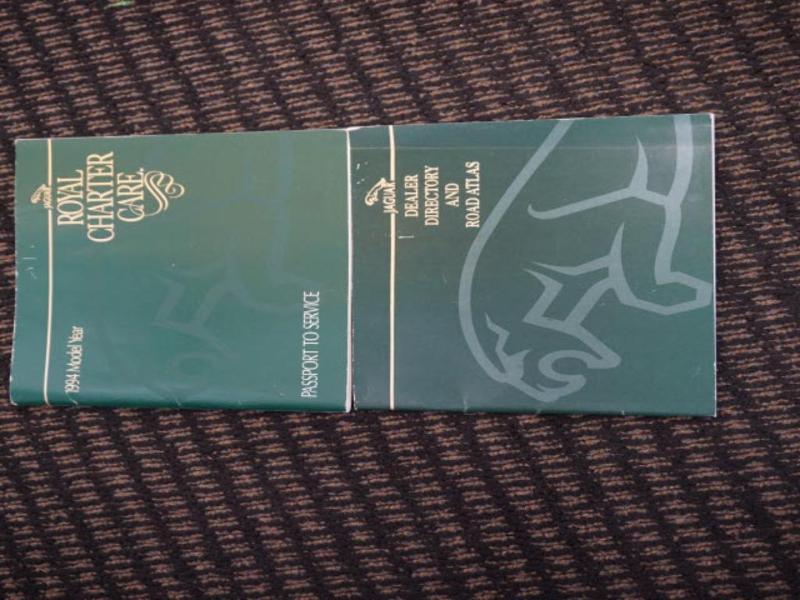 JAGUAR
ROYAL
CHARTER
CARE
1994 Model Year
PASSPORT TO SERVICE
JAGUAR
DEALER
DIRECTORY
AND
ROAD ATLAS